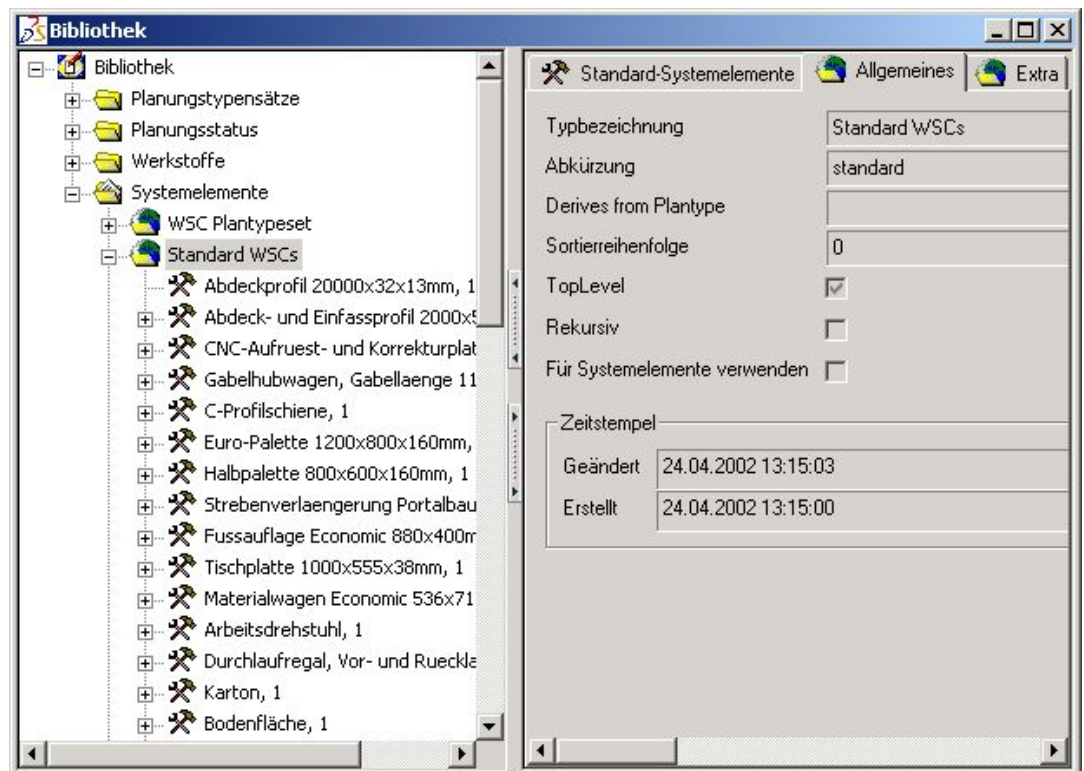 Bibliothek
Bibliothek
Planungstypensätze
Planungsstatus
Werkstoffe
Systemelemente
WSC Plantypeset
Standard WSCs
Abdeckprofil 20000x32x13mm, 1
Abdeck- und Einfassprofil 2000x5
CNC-Aufruest- und Korrekturplat
Gabelhubwagen, Gabellaenge 11
C-Profilschiene, 1
Euro-Palette 1200x800x160mm,
Halbpalette 800x600x160mm, 1
Strebenverlaengerung Portalbau
Fussauflage Economic 880x400m
Tischplatte 1000x555x38mm, 1
Materialwagen Economic 536x71
Arbeitsdrehstuhl, 1
Durchlaufregal, Vor- und Rueckla
Karton, 1
Bodenfläche, 1
Standard-Systemelemente Allgemeines Extra
Typbezeichnung Standard WSCs
Abkürzung standard
Derives from Plantype
Sortierreihenfolge 0
TopLevel
Rekursiv
Für Systemelemente verwenden
Zeitstempel
Geändert 24.04.2002 13:15:03
Erstellt 24.04.2002 13:15:00